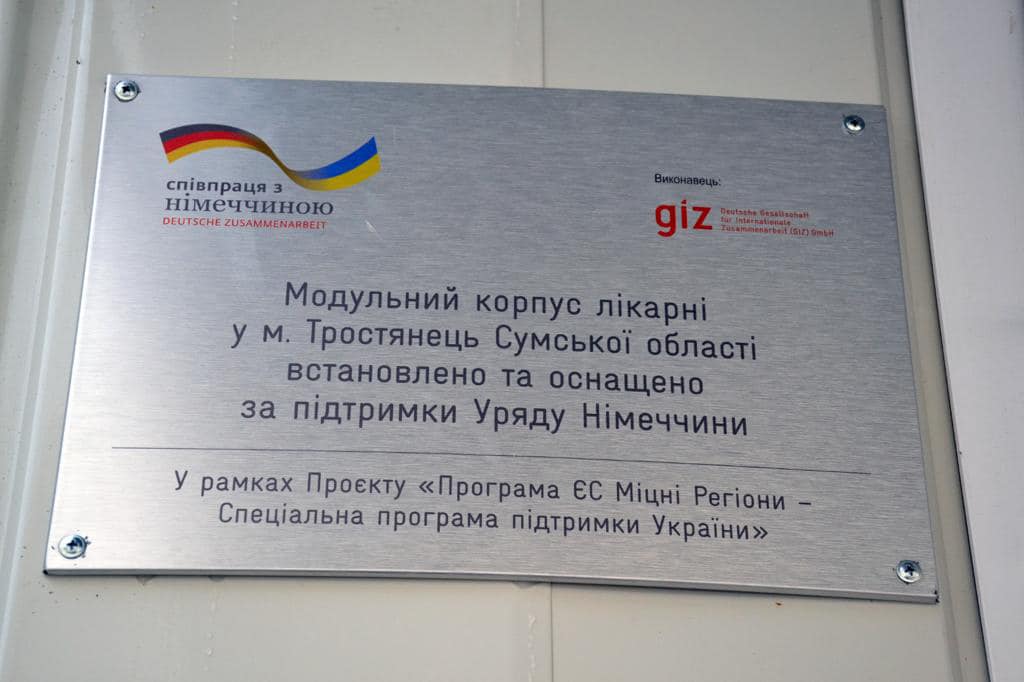 співпраця з
німеччиною
DEUTSCHE ZUSAMMENARBEIT
Виконавець:
giz
Deutsche Gesellschaft
für Internationale
Zusammenarbeit (GIZ) GmbH
Модульний корпус лікарні
у м. Тростянець Сумської області
встановлено та оснащено
за підтримки Уряду Німеччини
У рамках Проєкту «Програма ЄС Міцні Регіони –
Спеціальна програма підтримки України»